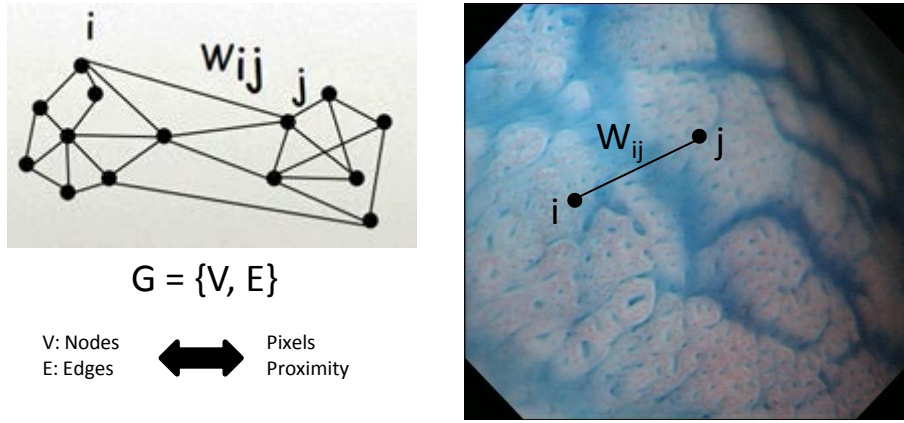 i
Wij
j
G = {V, E}
V: Nodes
E: Edges
Pixels
Proximity
Wij
j
i